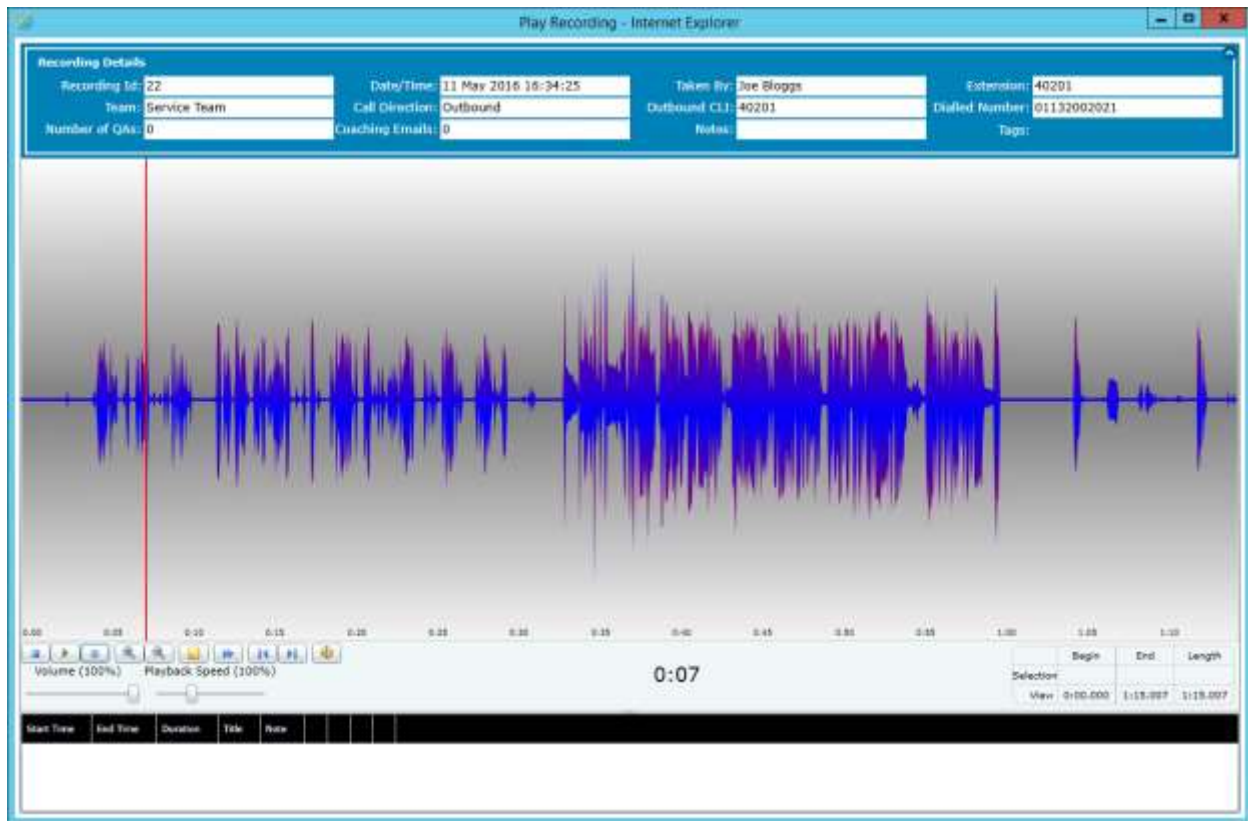 Play Recording - Internet Explorer
Recording Details
Recording Id: 22 Date/Time: 11 May 2016 16:34:25 Taken By: Joe Bloggs Extension: 40201
Team: Service Team Call Direction: Outbound Outbound CLI: 40201 Dialled Number: 01132002021
Number of QAs: 0 Coaching Emails: 0 Notes: Tags:
0:00 0:05 0:10 0:15 0:20 0:25 0:30 0:35 0:40 0:45 0:50 0:55 1:00 1:05 1:10
Volume (100%) Playback Speed (100%)
0:07
Begin End Length
Selection
View 0:00.000 1:15.007 1:15.007
Start Time End Time Duration Title Note